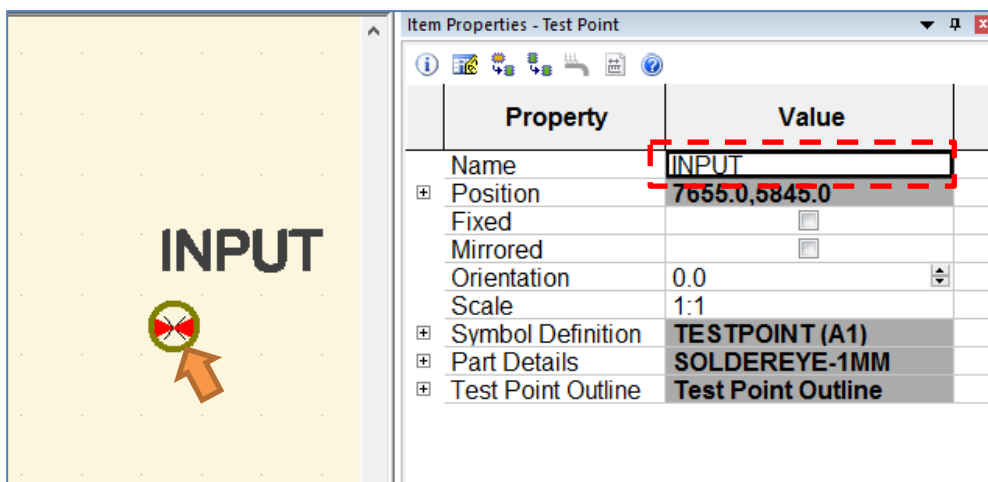 INPUT
Item Properties - Test Point
Property Value
Name INPUT
Position 7655.0,5845.0
Fixed
Mirrored
Orientation 0.0
Scale 1:1
Symbol Definition TESTPOINT (A1)
Part Details SOLDEREYE-1MM
Test Point Outline Test Point Outline